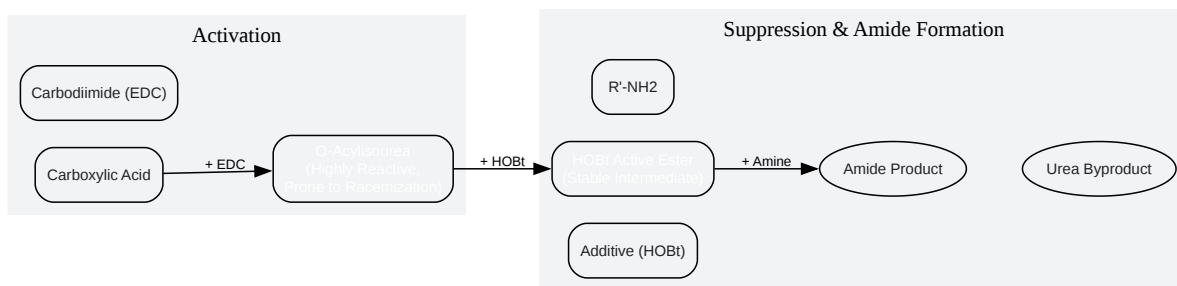 Activation
Carbodiimide (EDC)
Carboxylic Acid
+ EDC
O-Acylisourea
(Highly Reactive,
Prone to Racemization)
+ HOBt
Suppression & Amide Formation
R'-NH2
HOBt Active Ester
(Stable Intermediate)
+ Amine
Amide Product
Urea Byproduct
Additive (HOBt)